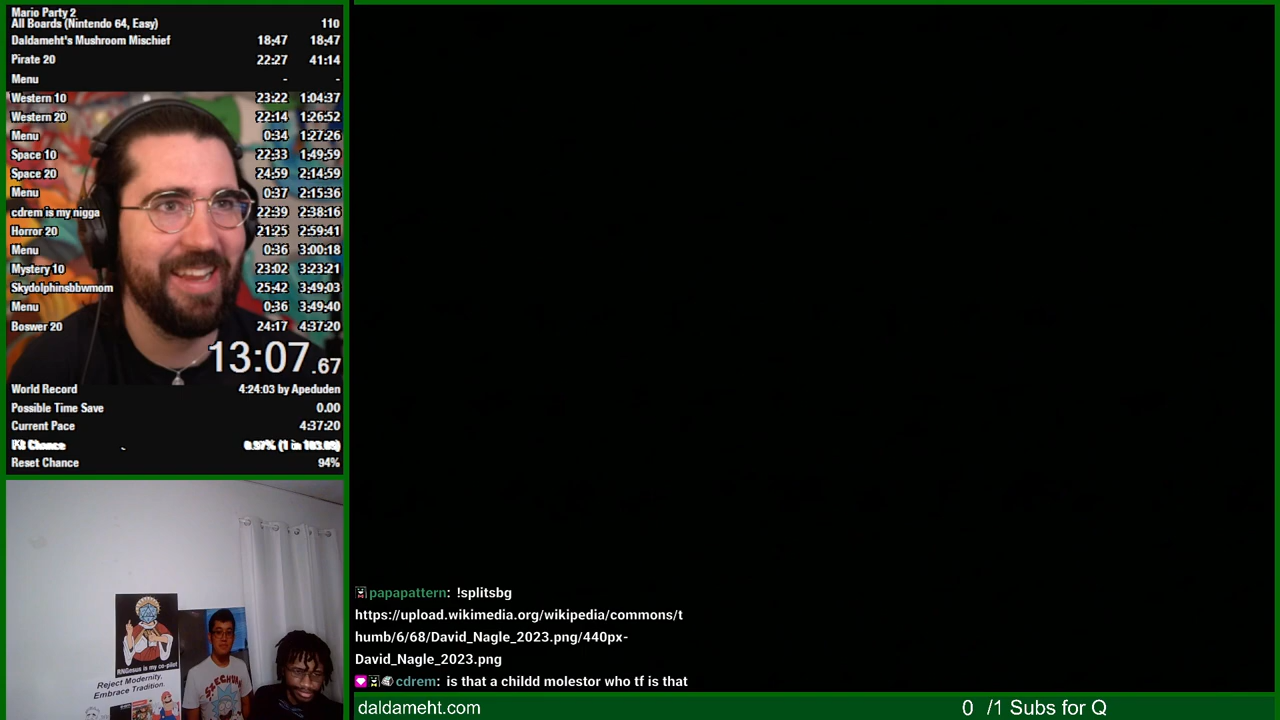 Mario Party 2
All Boards (Nintendo 64, Easy) 110
Daldameht's Mushroom Mischief 18:47 18:47
Pirate 20 22:27 41:14
Menu - -
Western 10 23:22 1:04:37
Western 20 22:14 1:26:52
Menu 0:34 1:27:26
Space 10 22:33 1:49:59
Space 20 24:59 2:14:59
Menu 0:37 2:15:36
cdrem is my nigga 22:39 2:38:16
Horror 20 21:25 2:59:41
Menu 0:36 3:00:18
Mystery 10 23:02 3:23:21
Skydolphinsbbwmom 25:42 3:49:03
Menu 0:36 3:49:40
Boswer 20 24:17 4:37:20
13:07.67
World Record 4:24:03 by Apeduden
Possible Time Save 0.00
Current Pace 4:37:20
Reset Chance 94%
RNGesus is my co-pilot
Reject Modernity.
Embrace Tradition.
papapattern: !splitsbg
https://upload.wikimedia.org/wikipedia/commons/t
humb/6/68/David_Nagle_2023.png/440px-
David_Nagle_2023.png
cdrem: is that a childd molestor who tf is that
daldameht.com 0 /1 Subs for Q